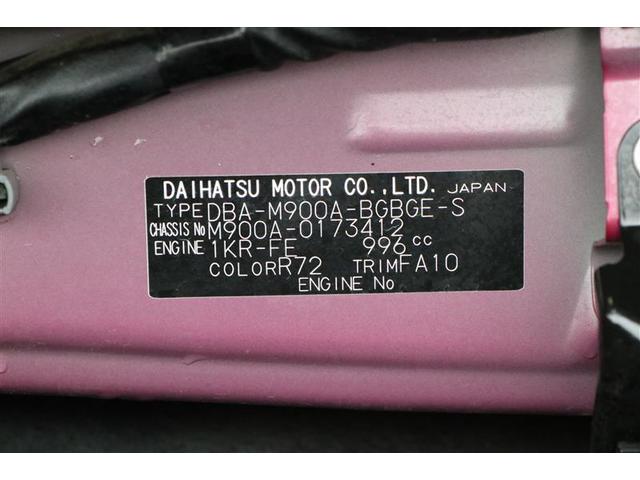 DAIHATSU MOTOR CO.,LTD. JAPAN
TYPE DBA-M900A-BGBGE-S
CHASSIS No M900A-0173412
ENGINE 1KR-FE 996cc
COLOR R72 TRIM FA10
ENGINE No